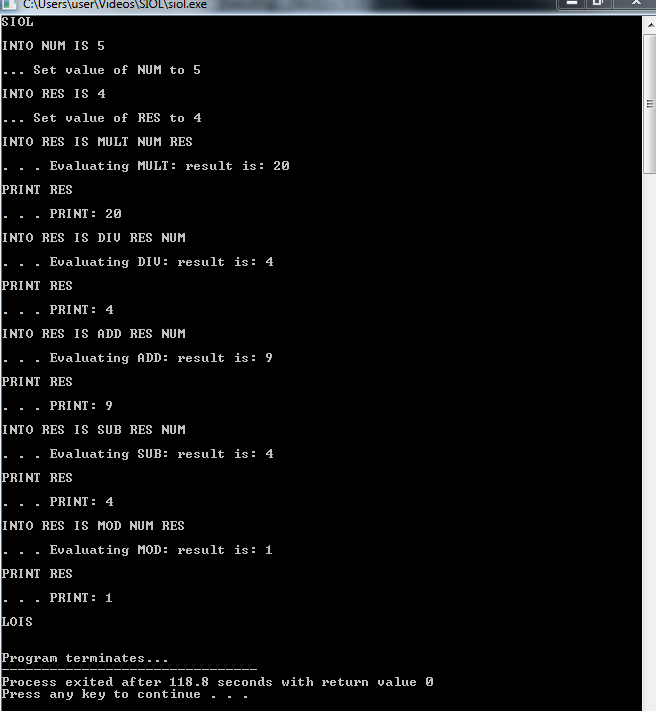 C:\Users\user\Videos\SIOL\siol.exe
SIOL
INTO NUM IS 5
... Set value of NUM to 5
INTO RES IS 4
... Set value of RES to 4
INTO RES IS MULT NUM RES
. . . Evaluating MULT: result is: 20
PRINT RES
. . . PRINT: 20
INTO RES IS DIV RES NUM
. . . Evaluating DIV: result is: 4
PRINT RES
. . . PRINT: 4
INTO RES IS ADD RES NUM
. . . Evaluating ADD: result is: 9
PRINT RES
. . . PRINT: 9
INTO RES IS SUB RES NUM
. . . Evaluating SUB: result is: 4
PRINT RES
. . . PRINT: 4
INTO RES IS MOD NUM RES
. . . Evaluating MOD: result is: 1
PRINT RES
. . . PRINT: 1
LOIS
Program terminates...
--------------------------------
Process exited after 118.8 seconds with return value 0
Press any key to continue . . .